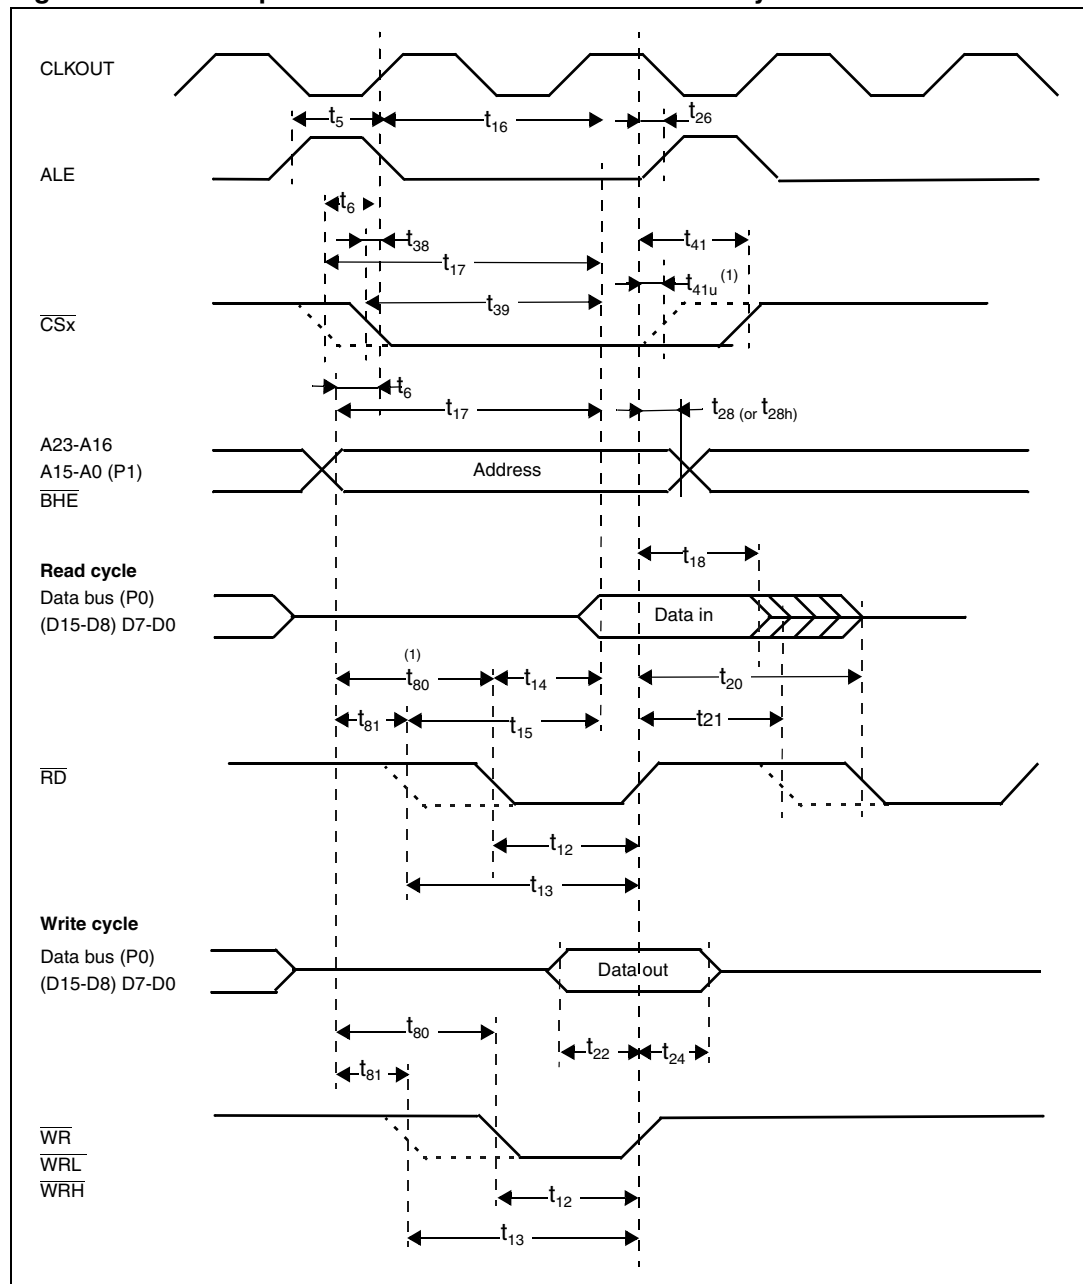 CLKOUT
t5
t16
t26
ALE
t6
t38
t41
t17
t41u (1)
t39
CSx
t6
t17
t28 (or t28h)
A23-A16
A15-A0 (P1)
Address
BHE
t18
Read cycle
Data bus (P0)
Data in
(D15-D8) D7-D0
(1)
t80
t14
t20
t81
t15
t21
RD
t12
t13
Write cycle
Data bus (P0)
Data out
(D15-D8) D7-D0
t80
t22
t24
t81
WR
WRL
WRH
t12
t13